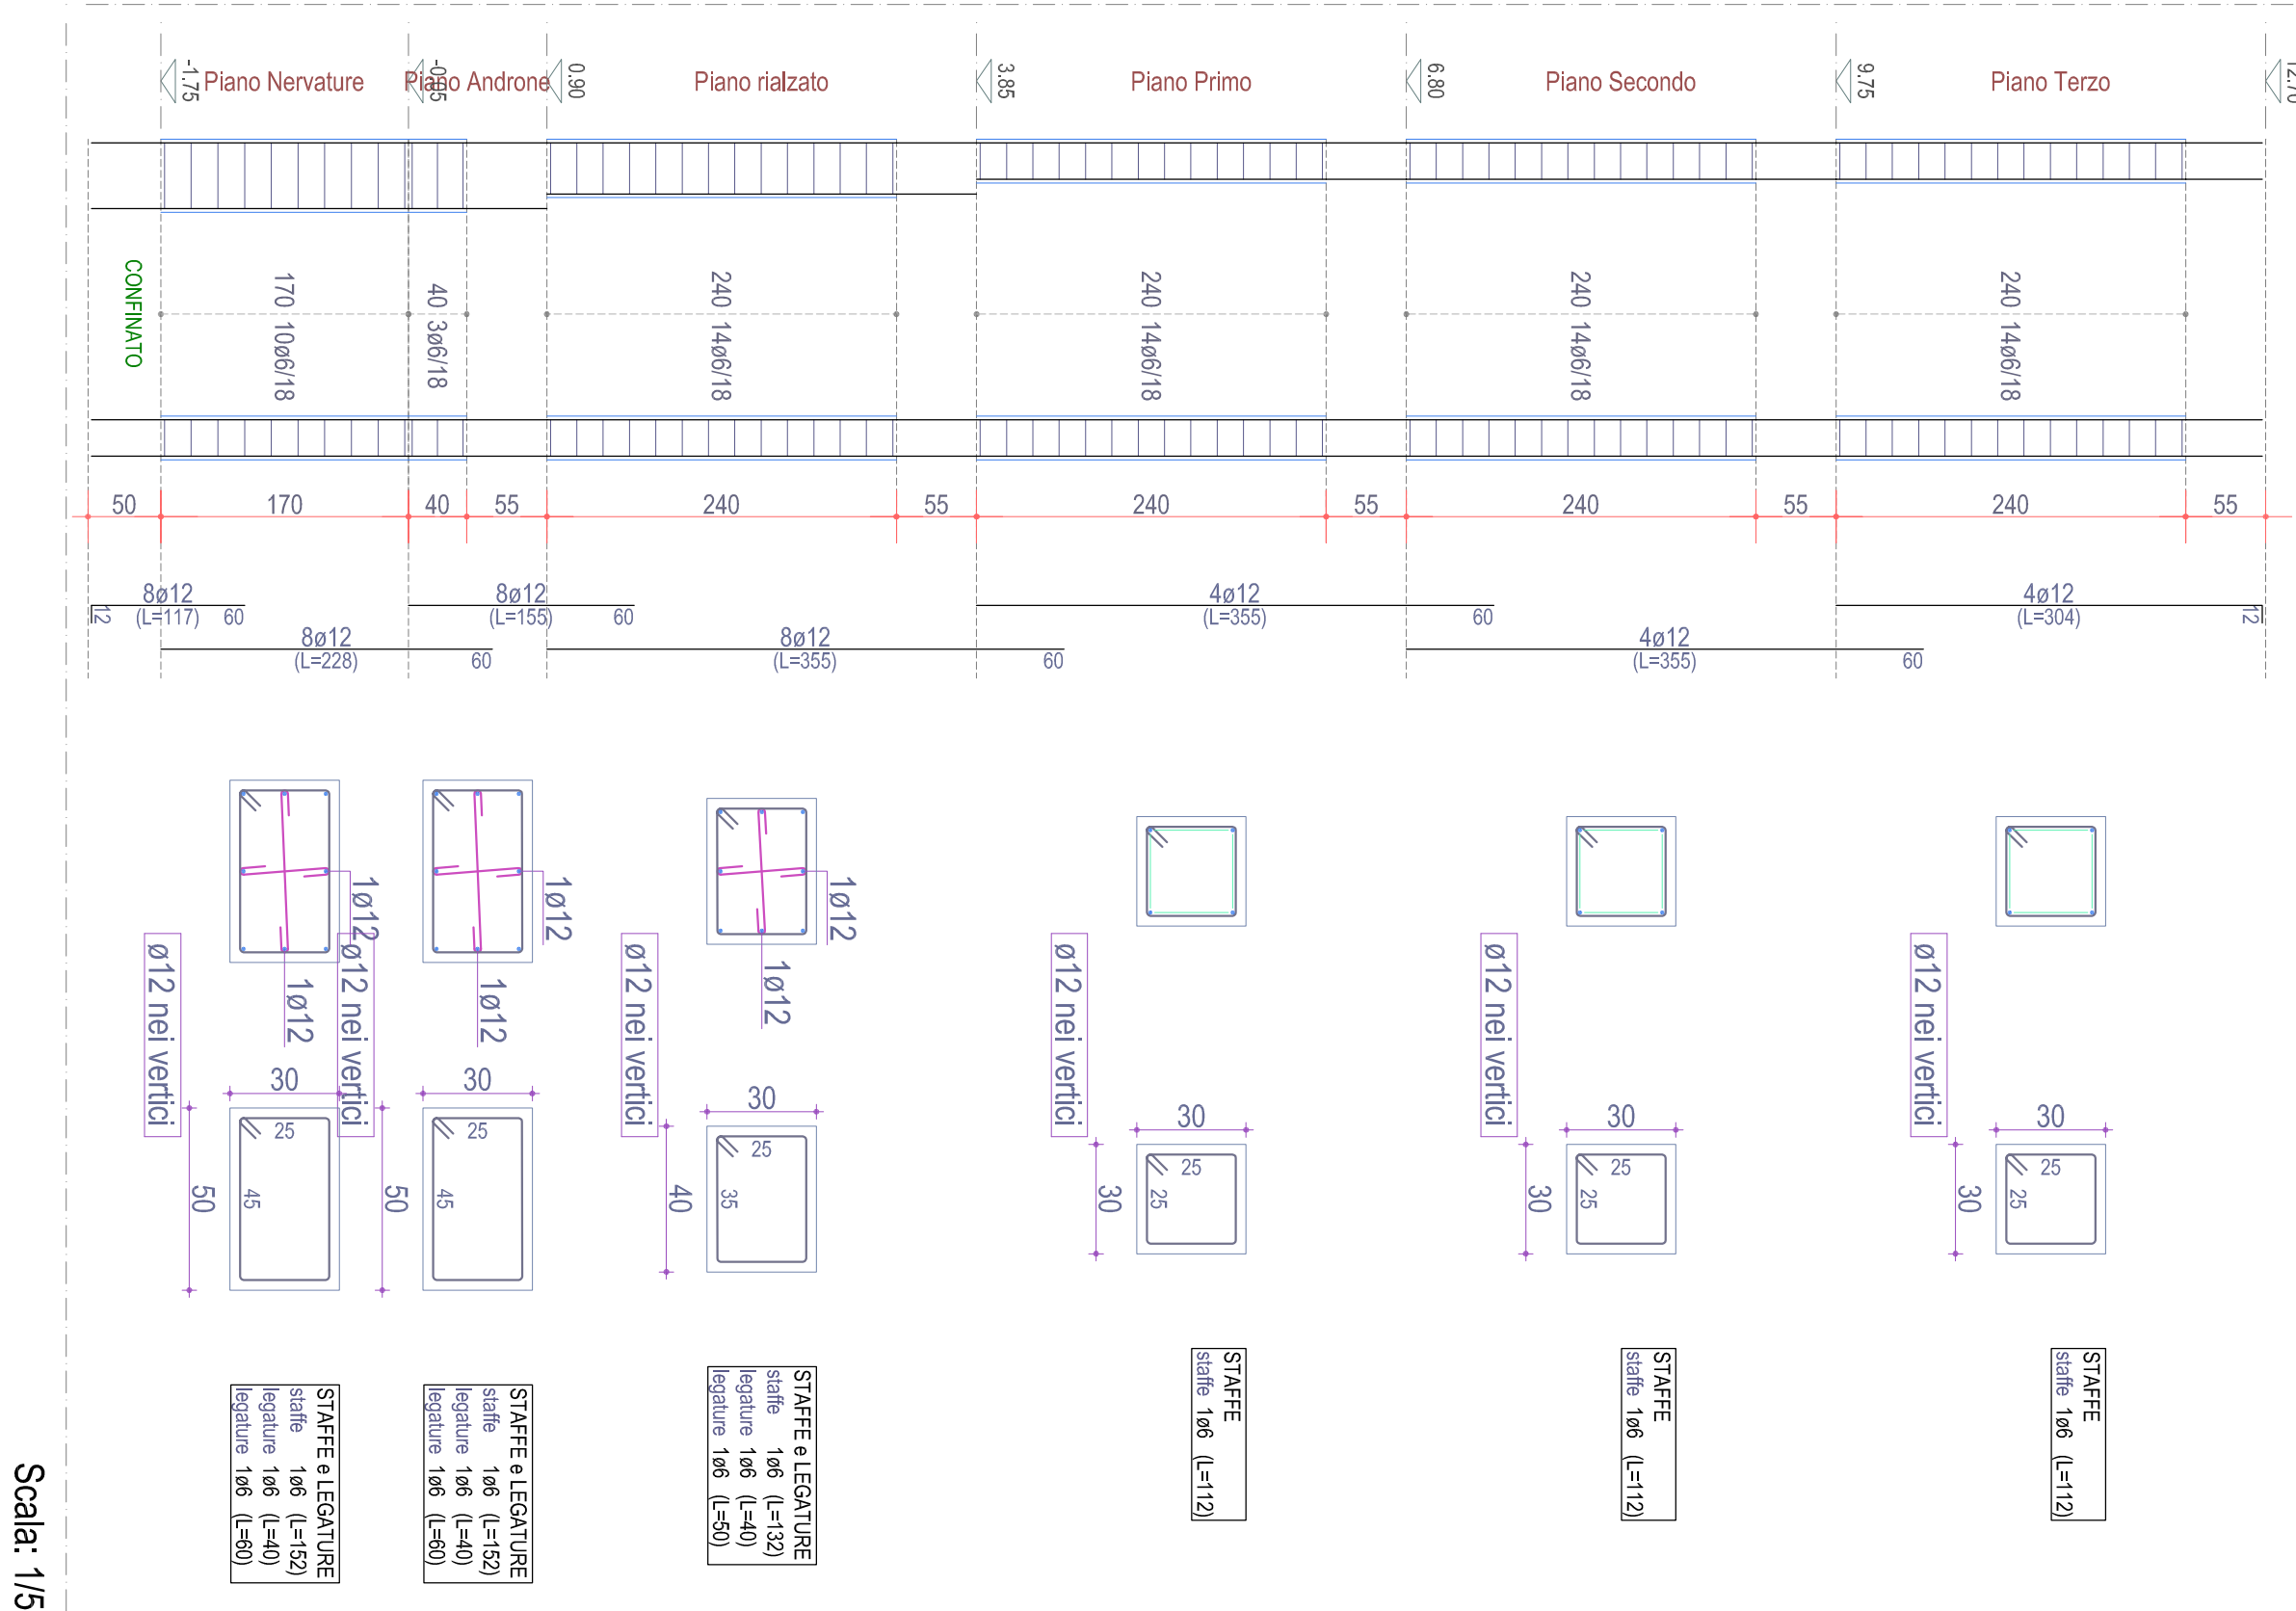 Piano Nervature
Piano Androne
Piano rialzato
Piano Primo
Piano Secondo
Piano Terzo
-1.75
0.90
3.85
6.80
9.75
12.70
CONFINATO
170 10ø6/18
40 3ø6/18
240 14ø6/18
240 14ø6/18
240 14ø6/18
240 14ø6/18
50 170 40 55 240 55 240 55 240 55 240 55
8ø12
(L=117)
12
60
8ø12
(L=155)
60
4ø12
(L=355)
60
4ø12
(L=304)
12
8ø12
(L=228)
60
8ø12
(L=355)
60
4ø12
(L=355)
60
1ø12
1ø12
ø12 nei vertici
1ø12
1ø12
ø12 nei vertici
1ø12
1ø12
ø12 nei vertici
ø12 nei vertici
ø12 nei vertici
ø12 nei vertici
30
50
25
45
30
50
25
45
30
40
25
35
30
30
25
25
30
30
25
25
30
30
25
25
STAFFE e LEGATURE
staffe 1ø6 (L=152)
legature 1ø6 (L=40)
legature 1ø6 (L=60)
STAFFE e LEGATURE
staffe 1ø6 (L=152)
legature 1ø6 (L=40)
legature 1ø6 (L=60)
STAFFE e LEGATURE
staffe 1ø6 (L=132)
legature 1ø6 (L=40)
legature 1ø6 (L=50)
STAFFE
staffe 1ø6 (L=112)
STAFFE
staffe 1ø6 (L=112)
STAFFE
staffe 1ø6 (L=112)
Scala: 1/5